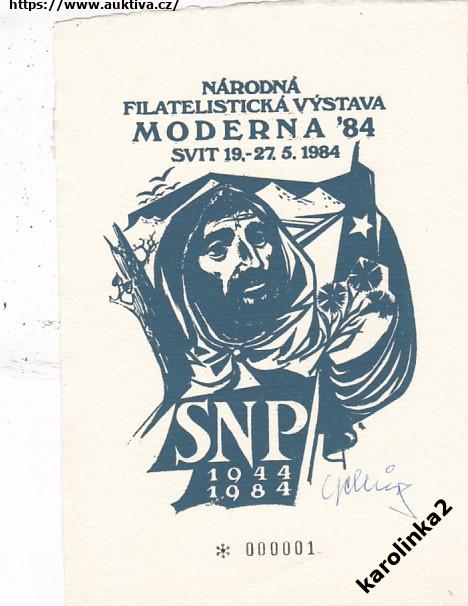 https://www.auktiva.cz/
NÁRODNÁ
FILATELISTICKÁ VÝSTAVA
MODERNA '84
SVIT 19.-27. 5. 1984
SNP
1944
1984
* 000001
karolinka2